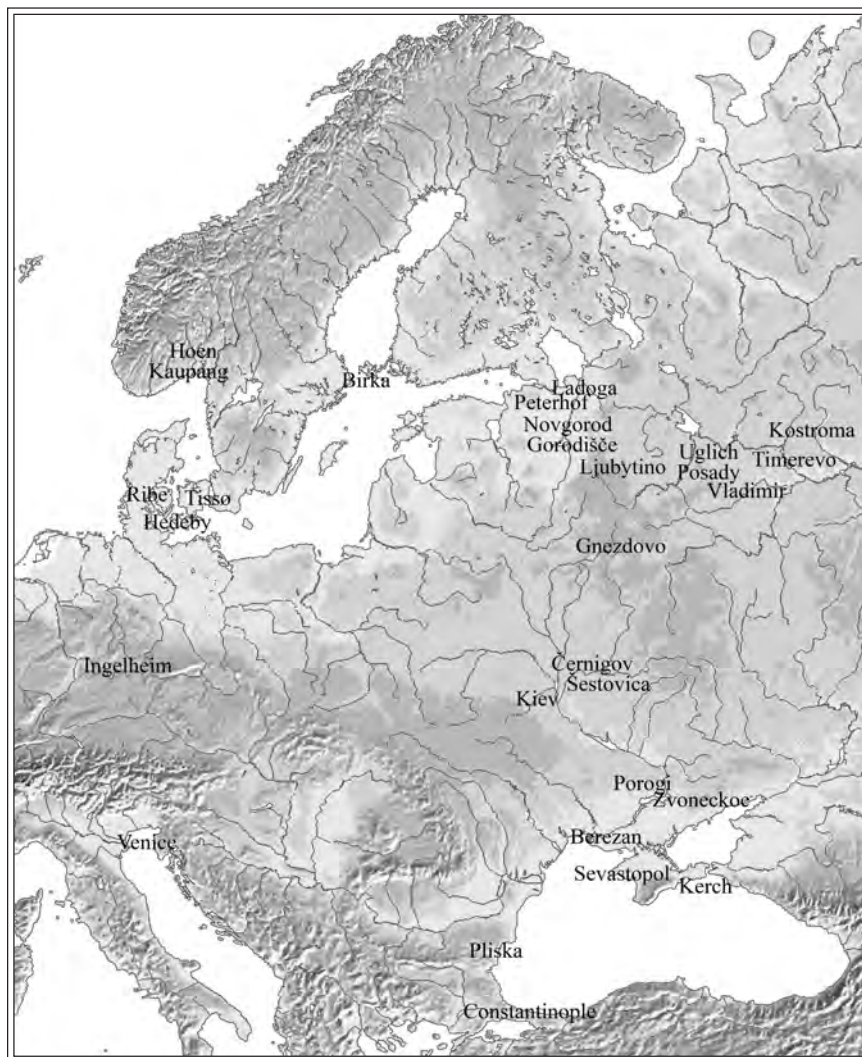 Hoen
Kaupang
Birka
Ladoga
Peterhof
Novgorod
Gorodišče
Ljubytino
Uglich
Posady
Kostroma
Timerevo
Vladimir
Ribe
Tissø
Hedeby
Gnezdovo
Ingelheim
Černigov
Šestovica
Kiev
Porogi
Zvoneckoe
Venice
Berezan
Sevastopol
Kerch
Pliska
Constantinople